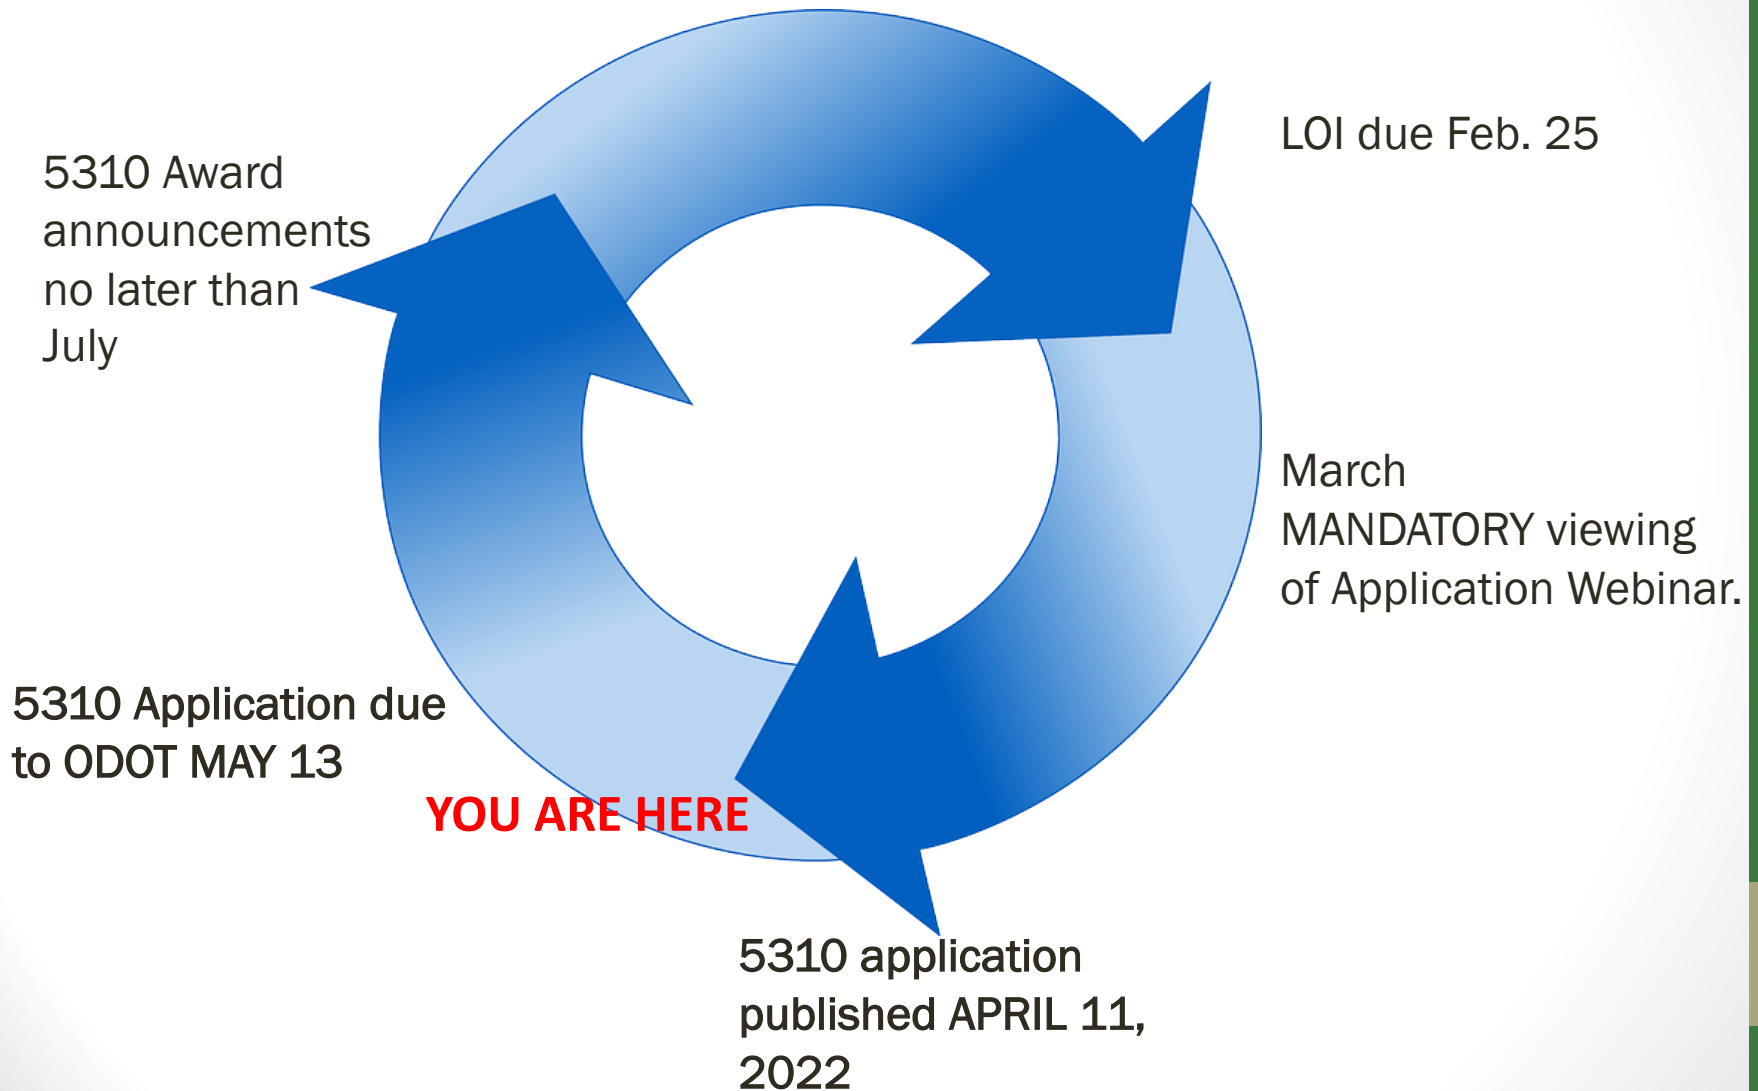 LOI due Feb. 25
March
MANDATORY viewing
of Application Webinar.
5310 application
published APRIL 11,
2022
YOU ARE HERE
5310 Application due
to ODOT MAY 13
5310 Award
announcements
no later than
July